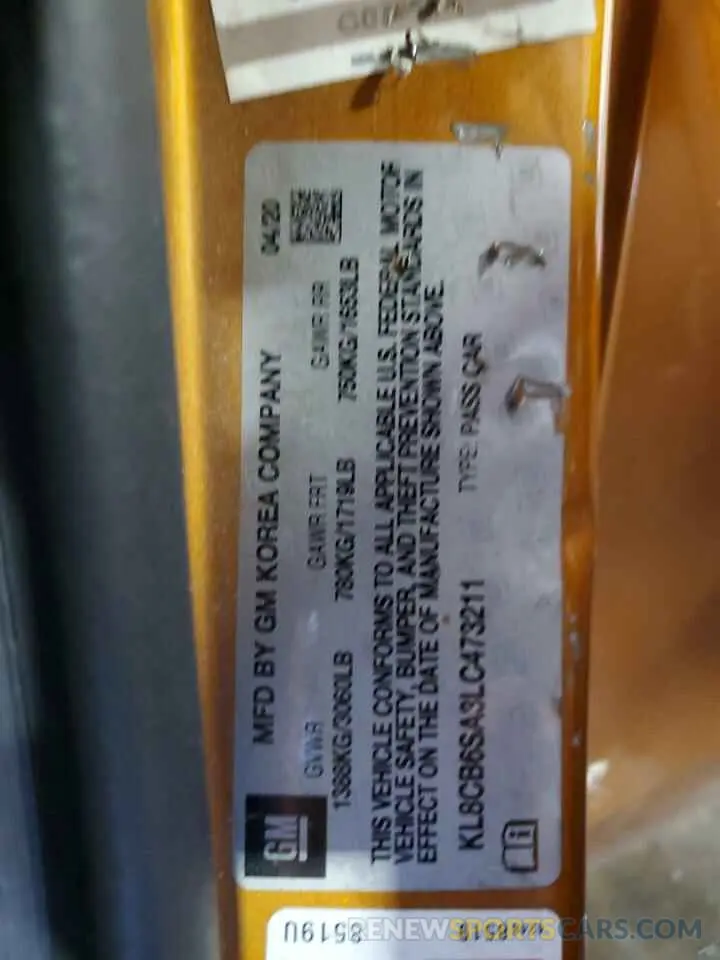 MFD BY GM KOREA COMPANY 04/20
GM
GVWR GAWR FRT GAWR RR
1388KG/3060LB 780KG/1719LB 750KG/1653LB
THIS VEHICLE CONFORMS TO ALL APPLICABLE U.S. FEDERAL MOTOR
VEHICLE SAFETY, BUMPER, AND THEFT PREVENTION STANDARDS IN
EFFECT ON THE DATE OF MANUFACTURE SHOWN ABOVE.
KL8CB6SA3LC473211 TYPE: PASS CAR
8519U
RENEWSPORTSCARS.COM